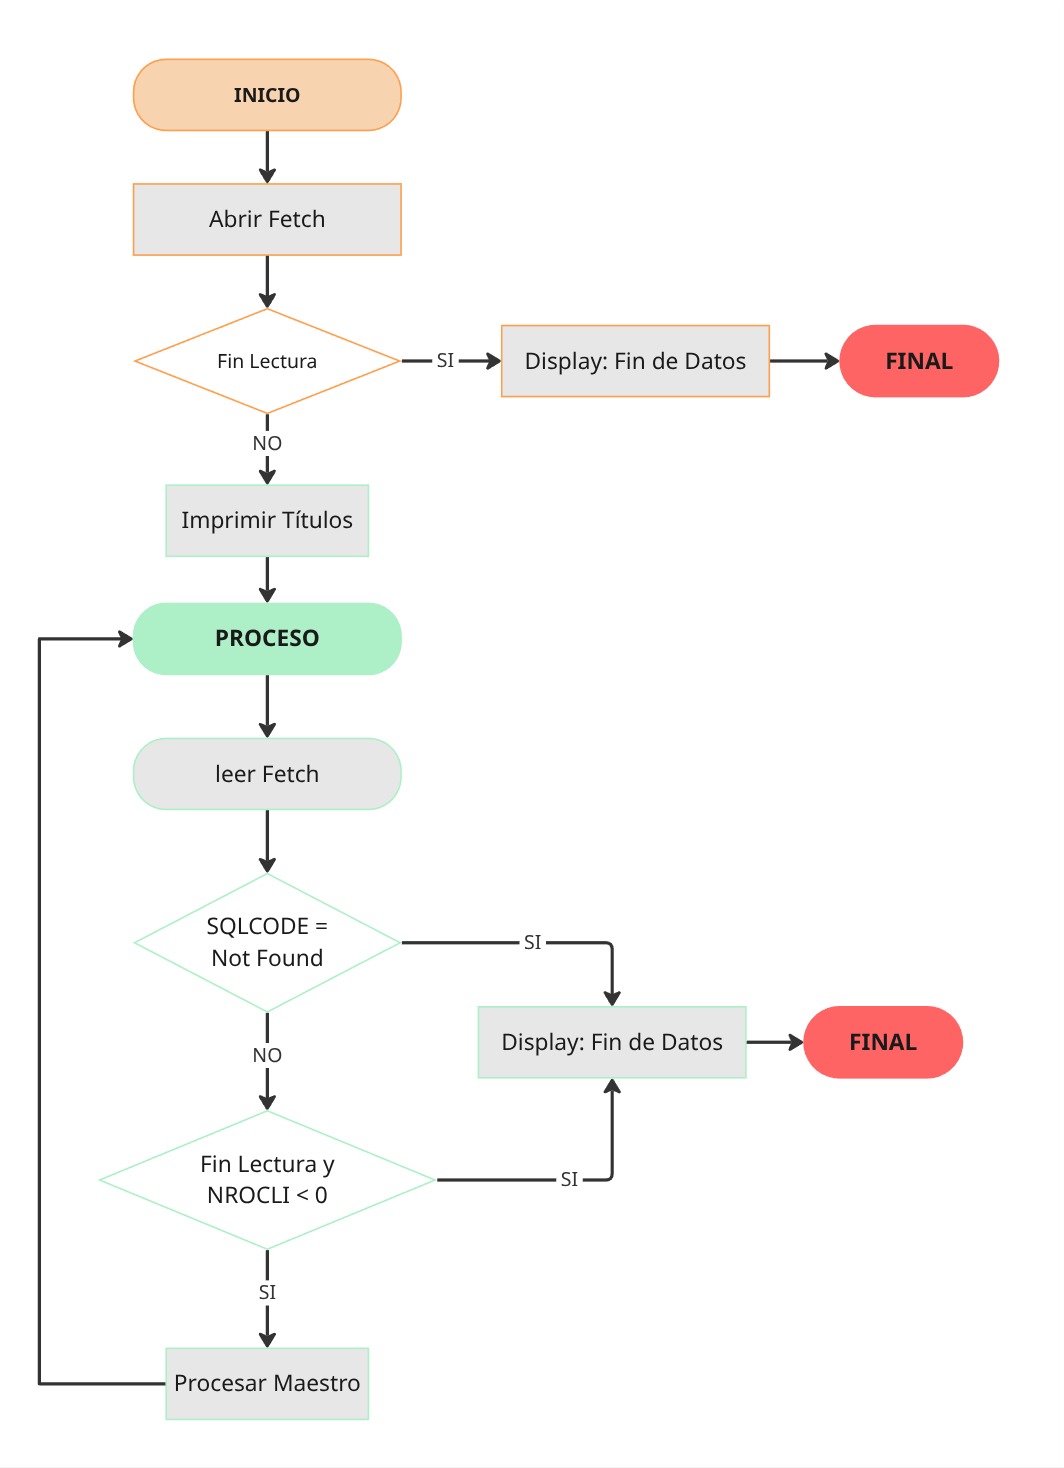 INICIO
Abrir Fetch
Fin Lectura
SI
Display: Fin de Datos
FINAL
NO
Imprimir Títulos
PROCESO
leer Fetch
SQLCODE =
Not Found
SI
NO
Display: Fin de Datos
FINAL
Fin Lectura y
NROCLI < 0
SI
SI
Procesar Maestro